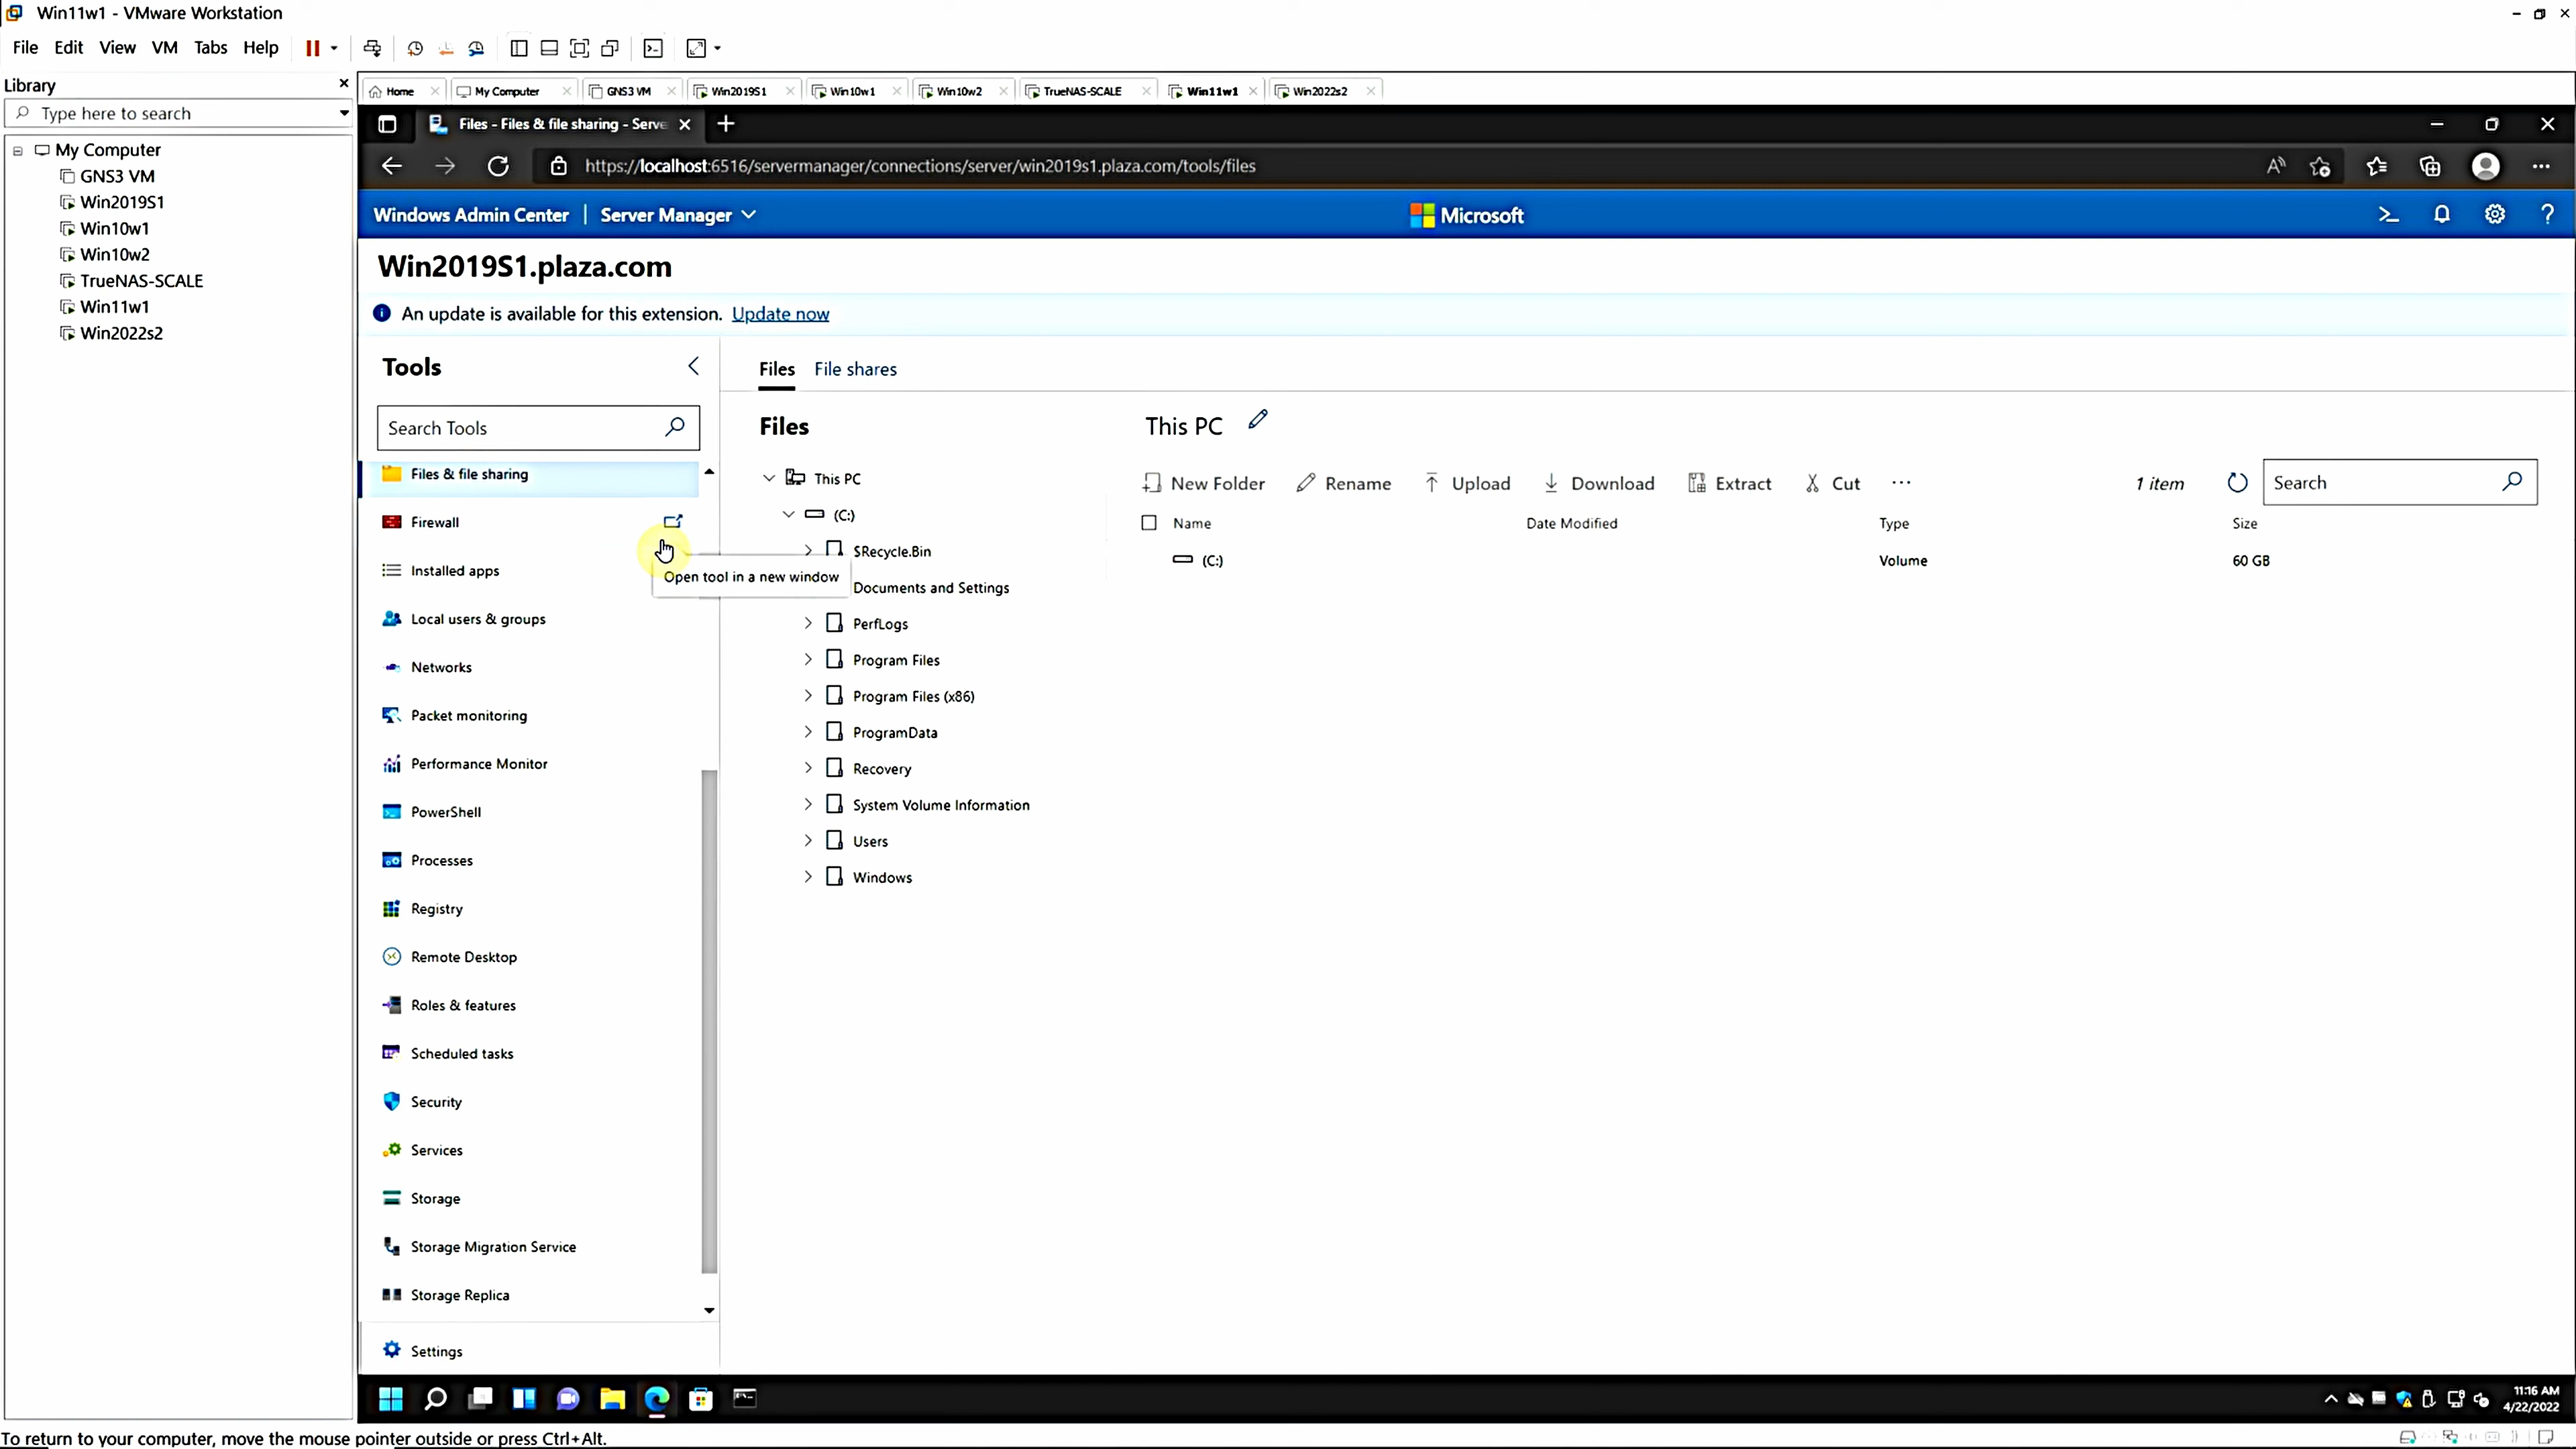 Win11w1 - VMware Workstation
File Edit View VM Tabs Help
Library
Type here to search
My Computer
GNS3 VM
Win2019S1
Win10w1
Win10w2
TrueNAS-SCALE
Win11w1
Win2022s2
Home My Computer GNS3 VM Win2019S1 Win10w1 Win10w2 TrueNAS-SCALE Win11w1 Win2022s2
Files - Files & file sharing - Serve
https://localhost:6516/servermanager/connections/server/win2019s1.plaza.com/tools/files
Windows Admin Center | Server Manager Microsoft
Win2019S1.plaza.com
An update is available for this extension. Update now
Tools
Search Tools
Files & file sharing
Firewall
Installed apps
Local users & groups
Networks
Packet monitoring
Performance Monitor
PowerShell
Processes
Registry
Remote Desktop
Roles & features
Scheduled tasks
Security
Services
Storage
Storage Migration Service
Storage Replica
Settings
Open tool in a new window
Files File shares
Files
This PC
(C:)
$Recycle.Bin
Documents and Settings
PerfLogs
Program Files
Program Files (x86)
ProgramData
Recovery
System Volume Information
Users
Windows
This PC
New Folder Rename Upload Download Extract Cut ... 1 item Search
Name Date Modified Type Size
(C:) Volume 60 GB
11:16 AM
4/22/2022
To return to your computer, move the mouse pointer outside or press Ctrl+Alt.